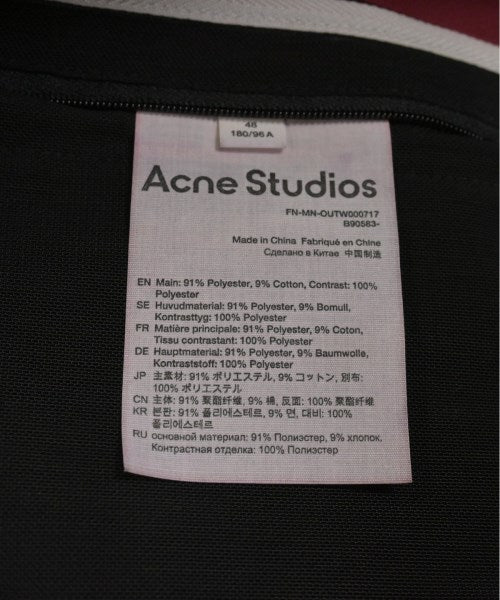 48
180/96 A
Acne Studios
FN-MN-OUTW000717
B90583-
Made in China Fabriqué en Chine
Сделано в Китае 中国制造
EN Main: 91% Polyester, 9% Cotton, Contrast: 100%
Polyester
SE Huvudmaterial: 91% Polyester, 9% Bomull,
Kontrasttyg: 100% Polyester
FR Matière principale: 91% Polyester, 9% Coton,
Tissu contrastant: 100% Polyester
DE Hauptmaterial: 91% Polyester, 9% Baumwolle,
Kontraststoff: 100% Polyester
JP 主素材: 91% ポリエステル, 9% コットン, 別布:
100% ポリエステル
CN 主体: 91% 聚酯纤维, 9% 棉, 反面: 100% 聚酯纤维
KR 본판: 91% 폴리에스테르, 9% 면, 대비: 100%
폴리에스테르
RU основной материал: 91% Полиэстер, 9% хлопок.
Контрастная отделка: 100% Полиэстер